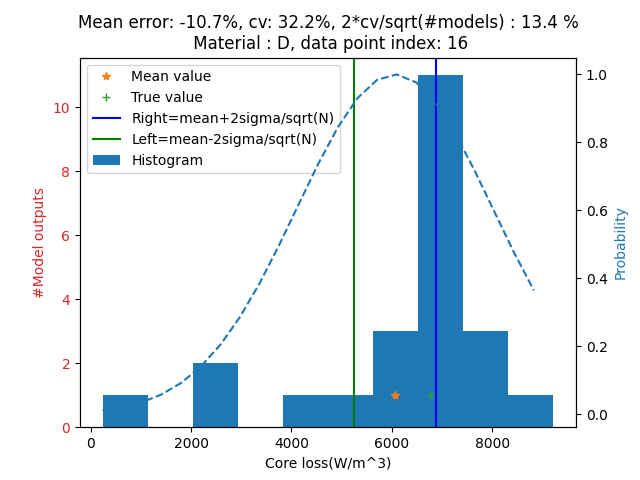 Mean error: -10.7%, cv: 32.2%, 2*cv/sqrt(#models) : 13.4 %
Material : D, data point index: 16
Mean value
True value
Right=mean+2sigma/sqrt(N)
Left=mean-2sigma/sqrt(N)
Histogram
#Model outputs
10
8
6
4
2
0
Probability
1.0
0.8
0.6
0.4
0.2
0.0
0
2000
4000
6000
8000
Core loss(W/m^3)